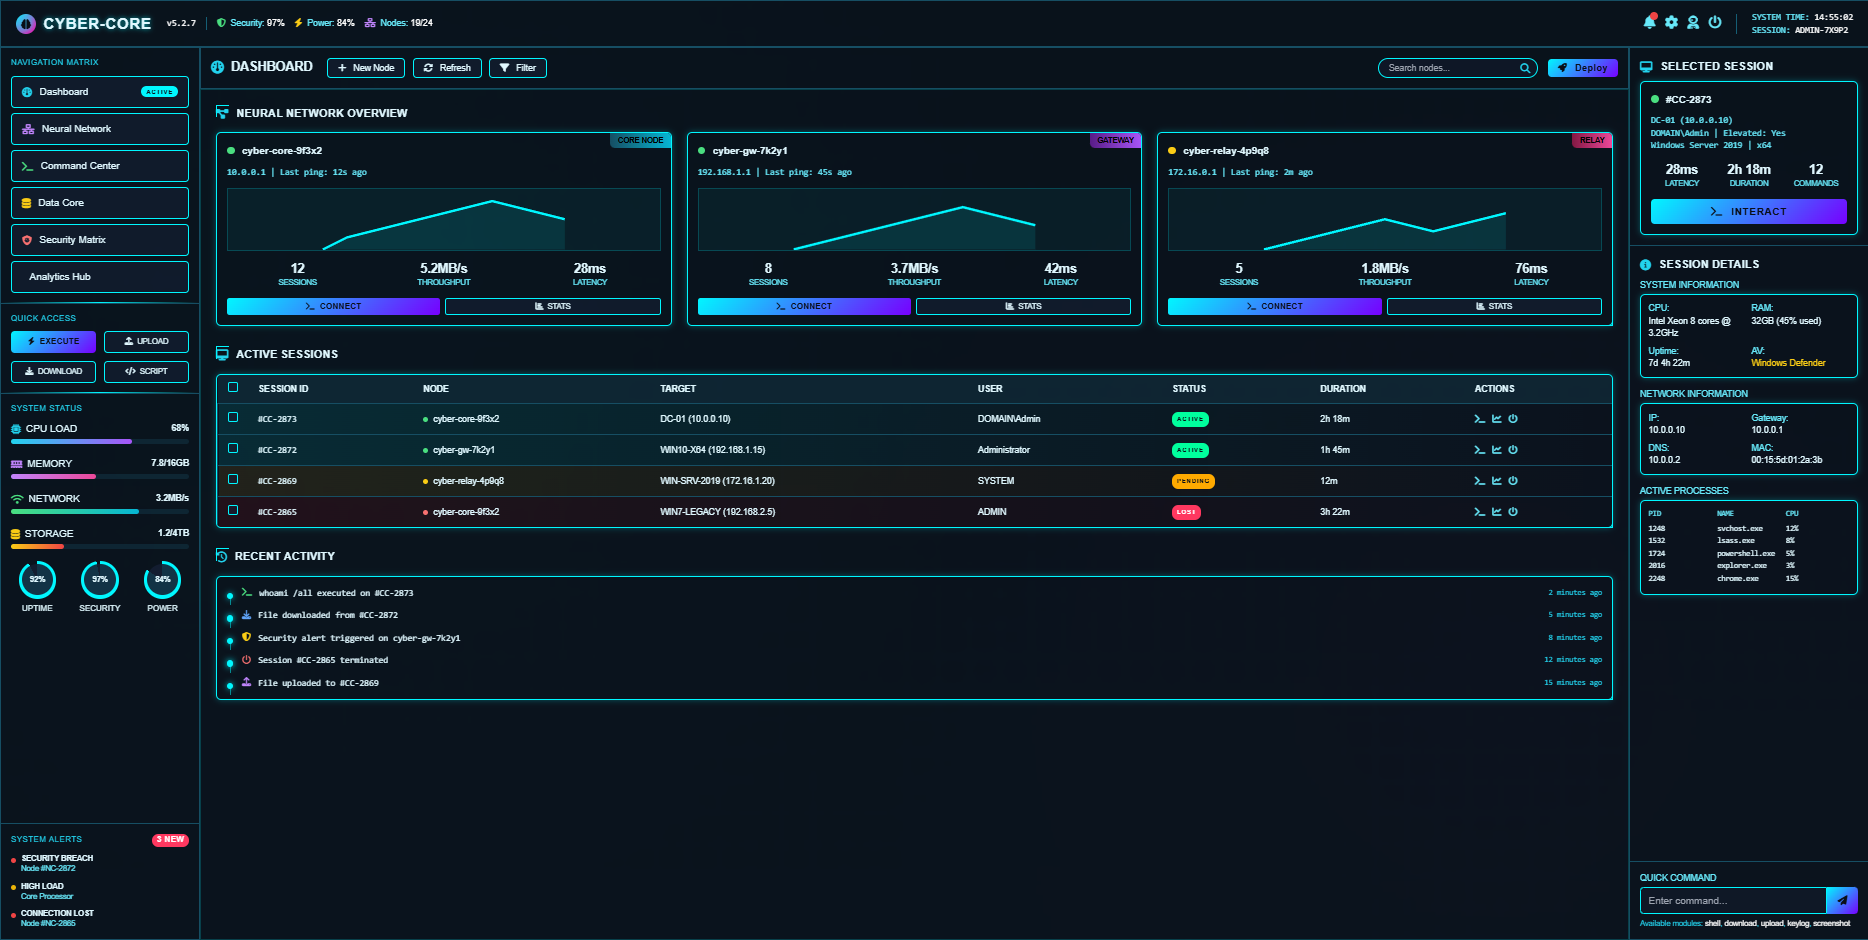 CYBER-CORE v5.2.7 Security: 97% Power: 84% Nodes: 19/24
SYSTEM TIME: 14:55:02
SESSION: ADMIN-7X9P2
NAVIGATION MATRIX
Dashboard ACTIVE
Neural Network
Command Center
Data Core
Security Matrix
Analytics Hub
QUICK ACCESS
EXECUTE UPLOAD
DOWNLOAD SCRIPT
SYSTEM STATUS
CPU LOAD 68%
MEMORY 7.8/16GB
NETWORK 3.2MB/s
STORAGE 1.2/4TB
92% 97% 84%
UPTIME SECURITY POWER
SYSTEM ALERTS 3 NEW
SECURITY BREACH
Node #NC-2872
HIGH LOAD
Core Processor
CONNECTION LOST
Node #NC-2865
DASHBOARD New Node Refresh Filter Search nodes... Deploy
NEURAL NETWORK OVERVIEW
CORE NODE
cyber-core-9f3x2
10.0.0.1 | Last ping: 12s ago
12 5.2MB/s 28ms
SESSIONS THROUGHPUT LATENCY
CONNECT STATS
GATEWAY
cyber-gw-7k2y1
192.168.1.1 | Last ping: 45s ago
8 3.7MB/s 42ms
SESSIONS THROUGHPUT LATENCY
CONNECT STATS
RELAY
cyber-relay-4p9q8
172.16.0.1 | Last ping: 2m ago
5 1.8MB/s 76ms
SESSIONS THROUGHPUT LATENCY
CONNECT STATS
ACTIVE SESSIONS
SESSION ID NODE TARGET USER STATUS DURATION ACTIONS
#CC-2873 cyber-core-9f3x2 DC-01 (10.0.0.10) DOMAIN\Admin ACTIVE 2h 18m
#CC-2872 cyber-gw-7k2y1 WIN10-X64 (192.168.1.15) Administrator ACTIVE 1h 45m
#CC-2869 cyber-relay-4p9q8 WIN-SRV-2019 (172.16.1.20) SYSTEM PENDING 12m
#CC-2865 cyber-core-9f3x2 WIN7-LEGACY (192.168.2.5) ADMIN LOST 3h 22m
RECENT ACTIVITY
whoami /all executed on #CC-2873 2 minutes ago
File downloaded from #CC-2872 5 minutes ago
Security alert triggered on cyber-gw-7k2y1 8 minutes ago
Session #CC-2865 terminated 12 minutes ago
File uploaded to #CC-2869 15 minutes ago
SELECTED SESSION
#CC-2873
DC-01 (10.0.0.10)
DOMAIN\Admin | Elevated: Yes
Windows Server 2019 | x64
28ms 2h 18m 12
LATENCY DURATION COMMANDS
INTERACT
SESSION DETAILS
SYSTEM INFORMATION
CPU: RAM:
Intel Xeon 8 cores @ 32GB (45% used)
3.2GHz
Uptime: AV:
7d 4h 22m Windows Defender
NETWORK INFORMATION
IP: Gateway:
10.0.0.10 10.0.0.1
DNS: MAC:
10.0.0.2 00:15:5d:01:2a:3b
ACTIVE PROCESSES
PID NAME CPU
1248 svchost.exe 12%
1532 lsass.exe 8%
1724 powershell.exe 5%
2016 explorer.exe 3%
2248 chrome.exe 15%
QUICK COMMAND
Enter command...
Available modules: shell, download, upload, keylog, screenshot